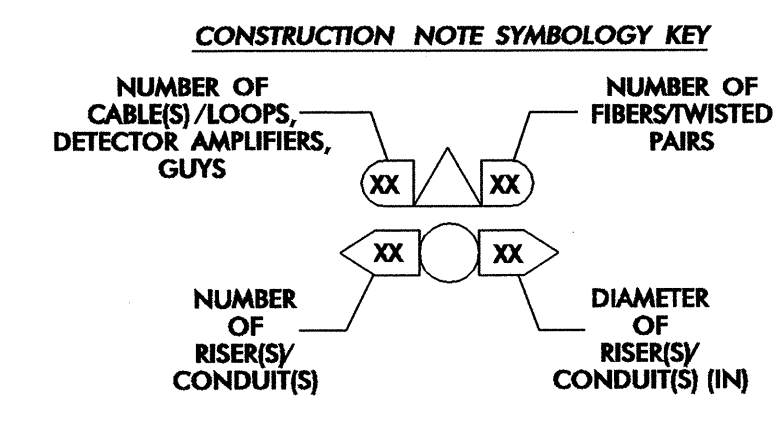 CONSTRUCTION NOTE SYMBOLOGY KEY
NUMBER OF
CABLE(S)/LOOPS,
DETECTOR AMPLIFIERS,
GUYS
NUMBER OF
FIBERS/TWISTED
PAIRS
XX XX
XX XX
NUMBER
OF
RISER(S)/
CONDUIT(S)
DIAMETER
OF
RISER(S)/
CONDUIT(S) (IN)